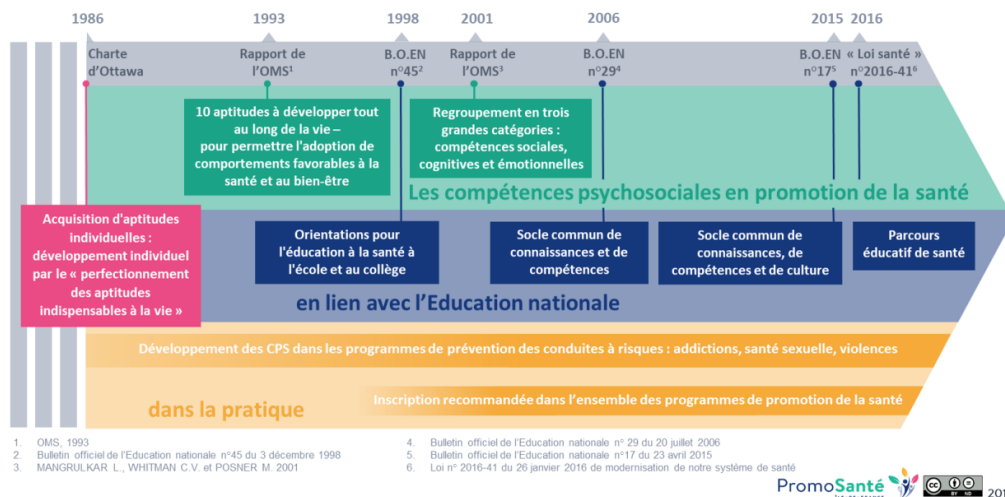 1986
1993
1998
2001
2006
2015
2016
Charte
d'Ottawa
Rapport de
l'OMS¹
B.O.EN
n°45²
Rapport de
l'OMS³
B.O.EN
n°29⁴
B.O.EN
n°17⁵
« Loi santé »
n°2016-41⁶
10 aptitudes à développer tout
au long de la vie –
pour permettre l'adoption de
comportements favorables à la
santé et au bien-être
Regroupement en trois
grandes catégories :
compétences sociales,
cognitives et émotionnelles
Les compétences psychosociales en promotion de la santé
Acquisition d'aptitudes
individuelles :
développement individuel
par le « perfectionnement
des aptitudes
indispensables à la vie »
Orientations pour
l'éducation à la santé à
l'école et au collège
Socle commun de
connaissances et de
compétences
Socle commun de
connaissances, de
compétences et de culture
Parcours
éducatif de santé
en lien avec l'Education nationale
Développement des CPS dans les programmes de prévention des conduites à risques : addictions, santé sexuelle, violences
Inscription recommandée dans l'ensemble des programmes de promotion de la santé
dans la pratique
1. OMS, 1993
2. Bulletin officiel de l'Education nationale n°45 du 3 décembre 1998
3. MANGRULKAR L., WHITMAN C.V. et POSNER M. 2001
4. Bulletin officiel de l'Education nationale n° 29 du 20 juillet 2006
5. Bulletin officiel de l'Education nationale n°17 du 23 avril 2015
6. Loi n° 2016-41 du 26 janvier 2016 de modernisation de notre système de santé
PromoSanté
ÎLE-DE-FRANCE
CC BY NC ND
201